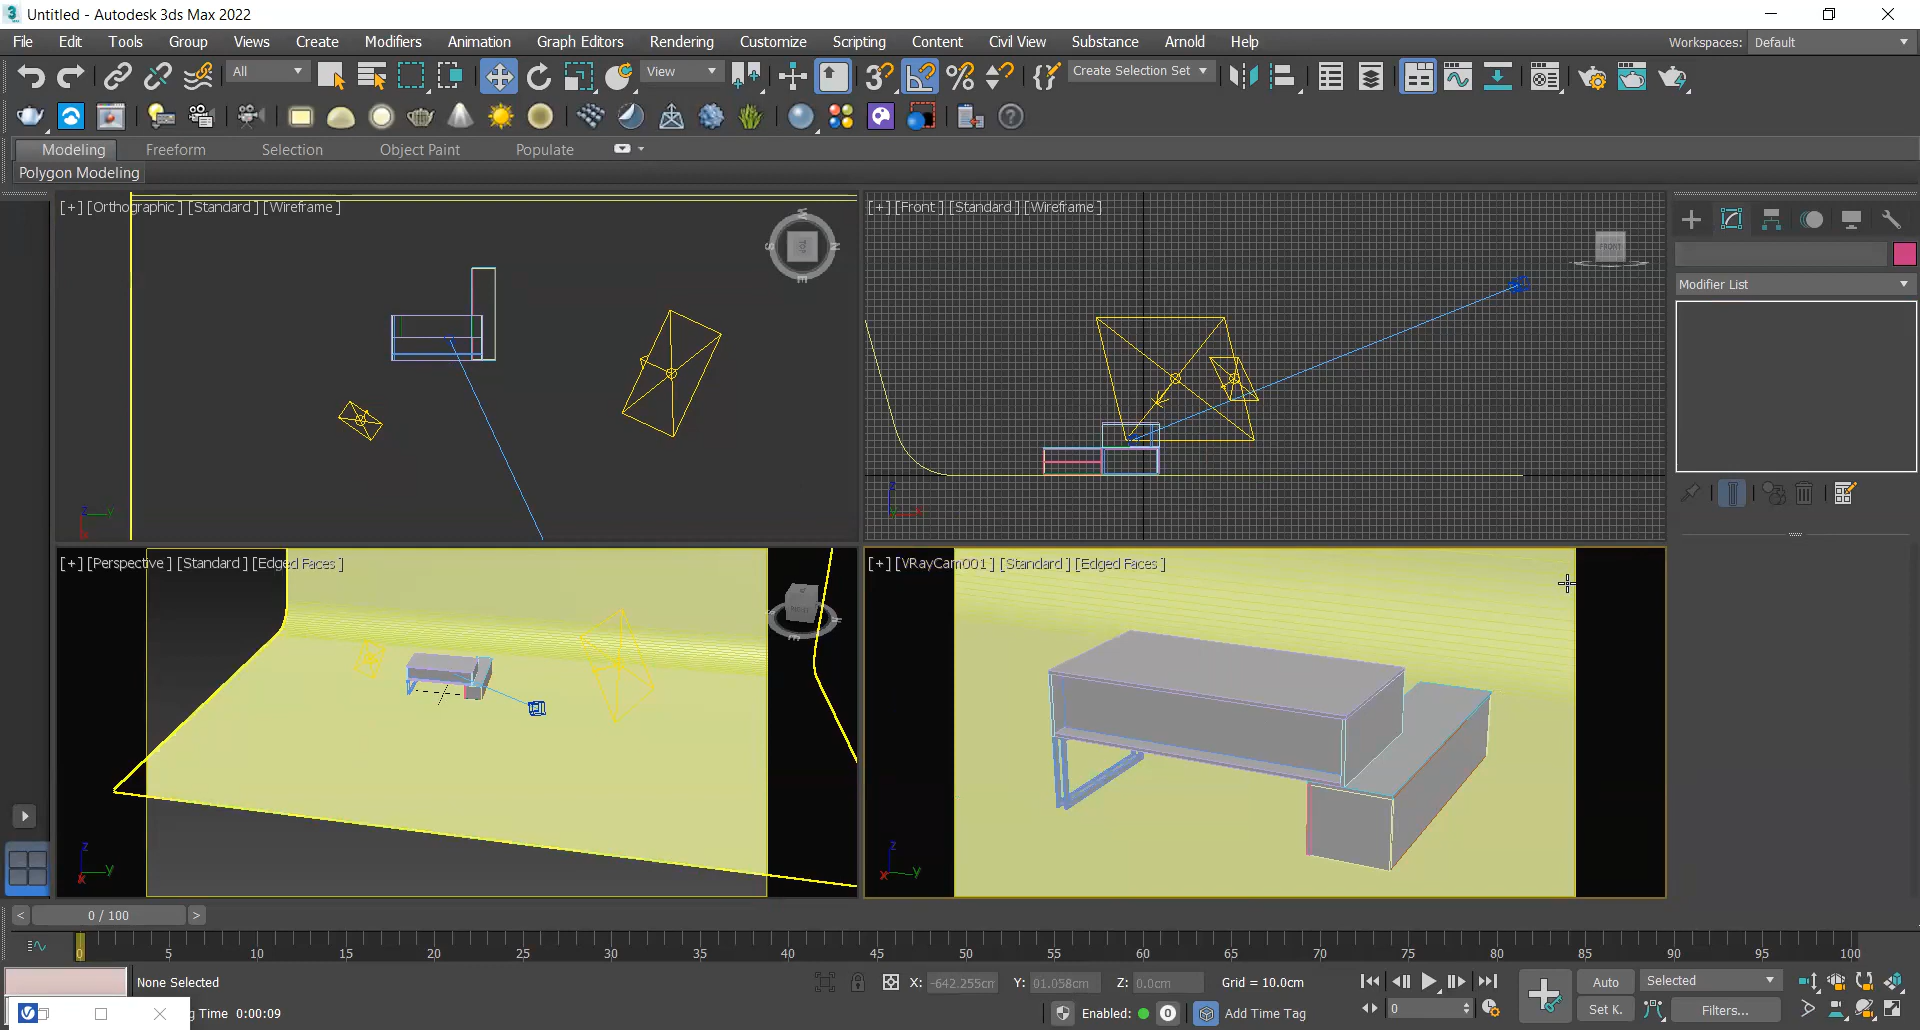 Untitled - Autodesk 3ds Max 2022
File Edit Tools Group Views Create Modifiers Animation Graph Editors Rendering Customize Scripting Content Civil View Substance Arnold Help Workspaces: Default
All View Create Selection Set
Modeling Freeform Selection Object Paint Populate
Polygon Modeling
[+] [Orthographic] [Standard] [Wireframe]
[+] [Front] [Standard] [Wireframe]
TOP
FRONT
Modifier List
[+] [Perspective] [Standard] [Edged Faces]
[+] [VRayCam001] [Standard] [Edged Faces]
< 0 / 100 >
0 5 10 15 20 25 30 35 40 45 50 55 60 65 70 75 80 85 90 95 100
None Selected X: -642.255cm Y: 01.058cm Z: 0.0cm Grid = 10.0cm Auto Selected
g Time 0:00:09 Enabled: 0 Add Time Tag 0 Set K. Filters...